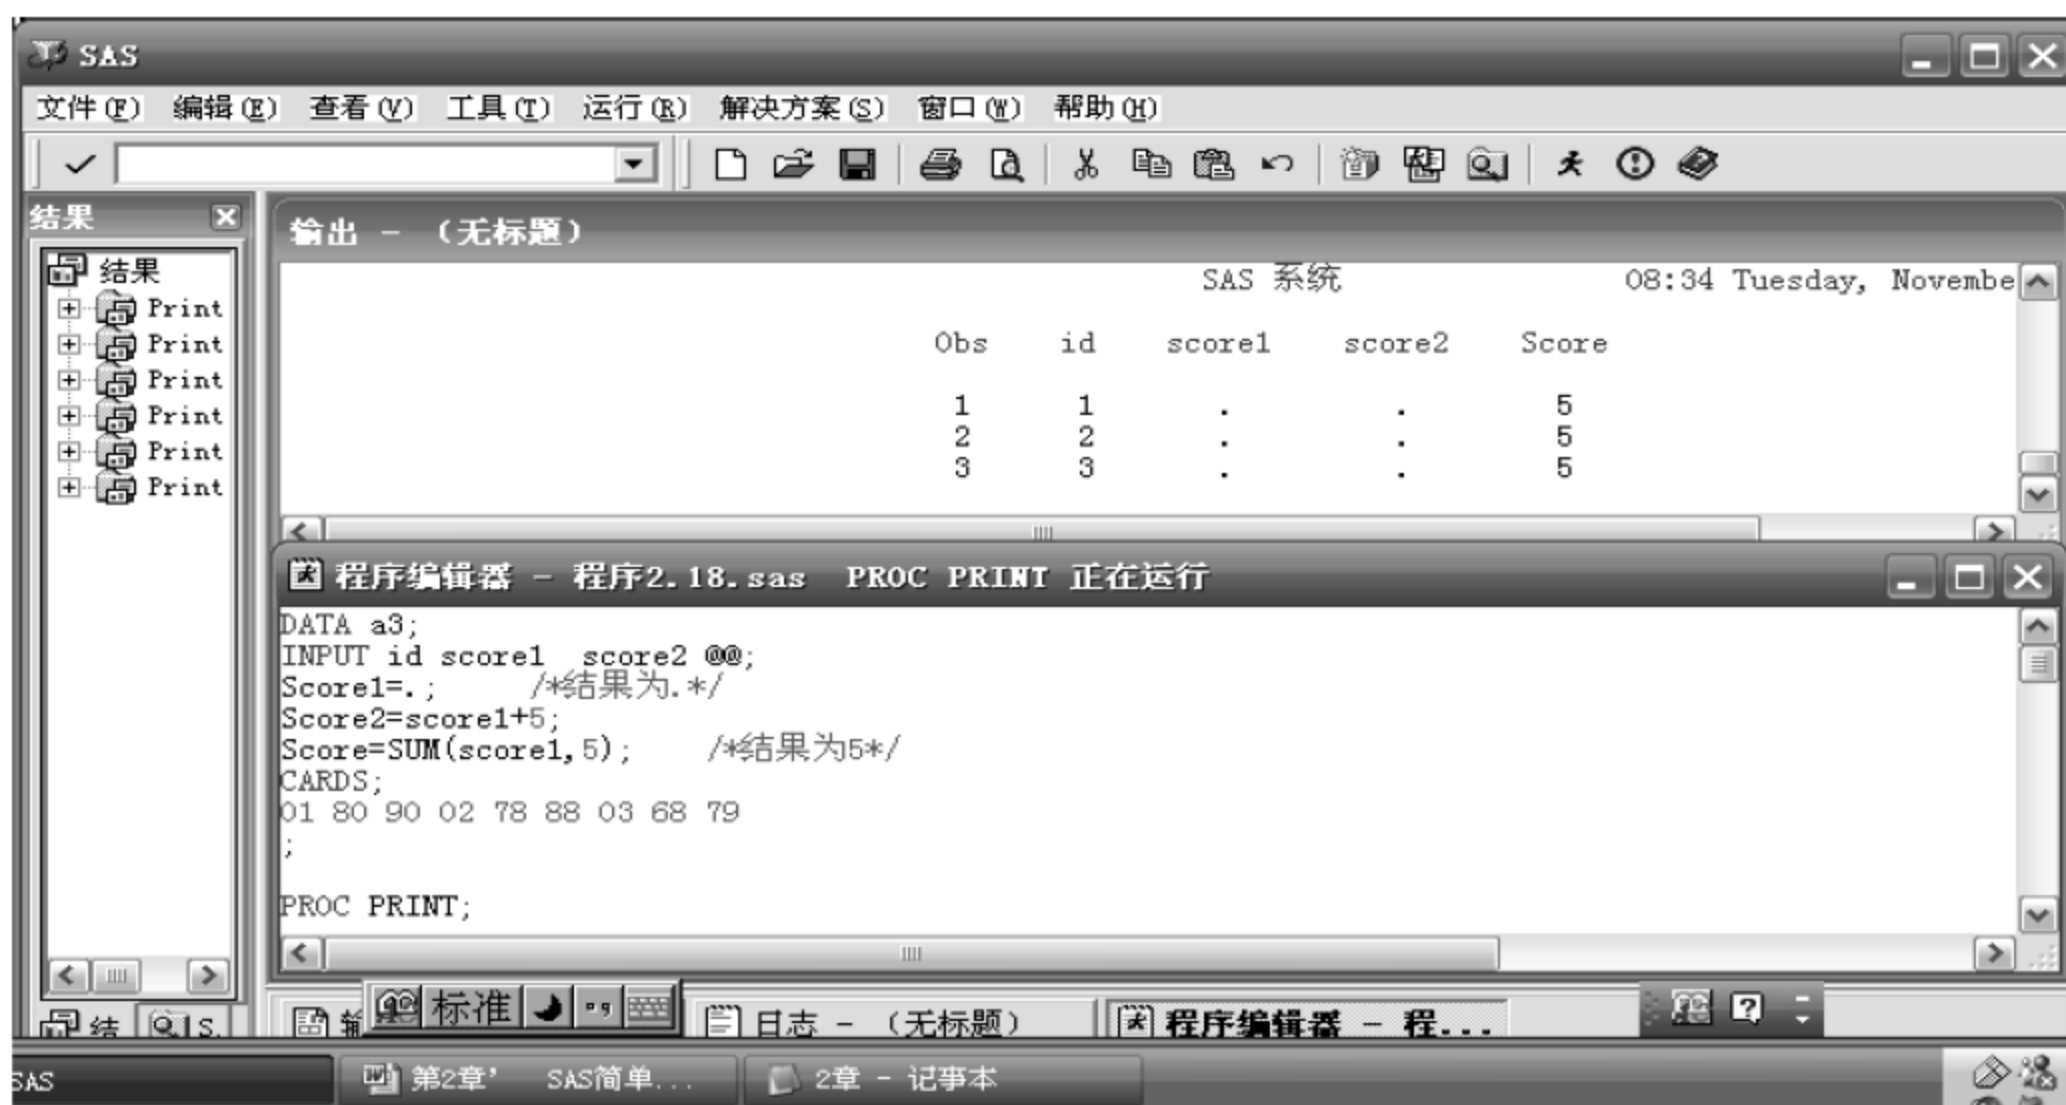 SAS
文件(F) 编辑(E) 查看(V) 工具(T) 运行(R) 解决方案(S) 窗口(W) 帮助(H)
结果
结果
Print
Print
Print
Print
Print
Print
输出 - (无标题)
SAS 系统 08:34 Tuesday, Novembe
Obs id score1 score2 Score
1 1 . . 5
2 2 . . 5
3 3 . . 5
程序编辑器 - 程序2.18.sas PROC PRINT 正在运行
DATA a3;
INPUT id score1 score2 @@;
Score1=.; /*结果为.*/
Score2=score1+5;
Score=SUM(score1,5); /*结果为5*/
CARDS;
01 80 90 02 78 88 03 68 79
;
PROC PRINT;
结 S. 输 标准 日志 - (无标题) 程序编辑器 - 程...
SAS 第2章' SAS简单... 2章 - 记事本